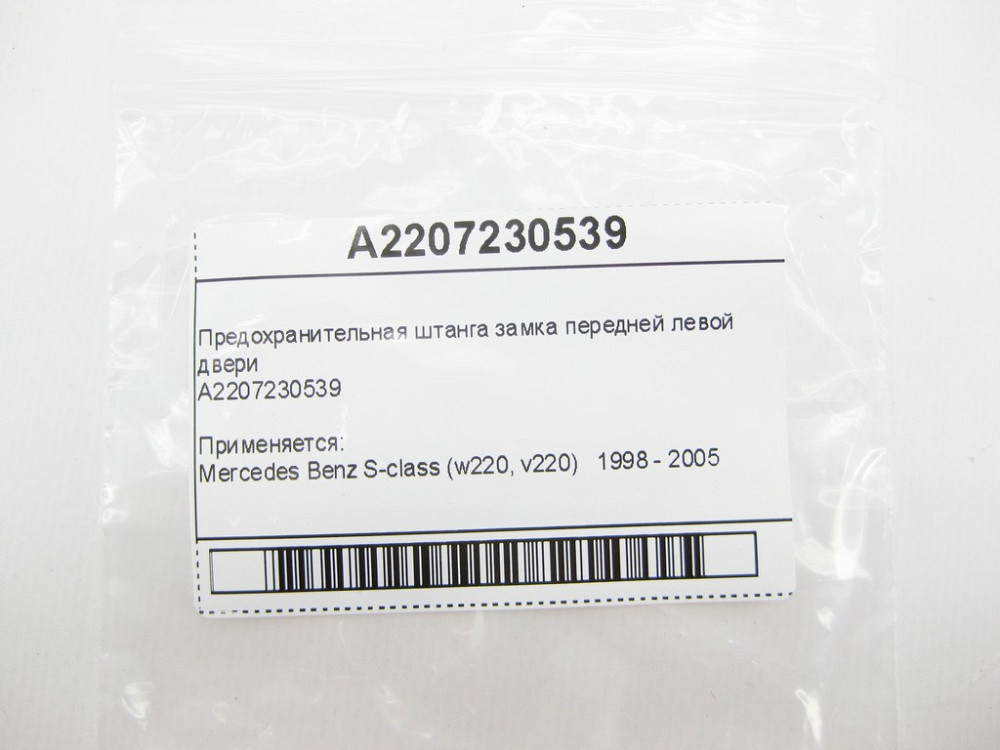 A2207230539
Предохранительная штанга замка передней левой
двери
A2207230539
Применяется:
Mercedes Benz S-class (w220, v220) 1998 - 2005